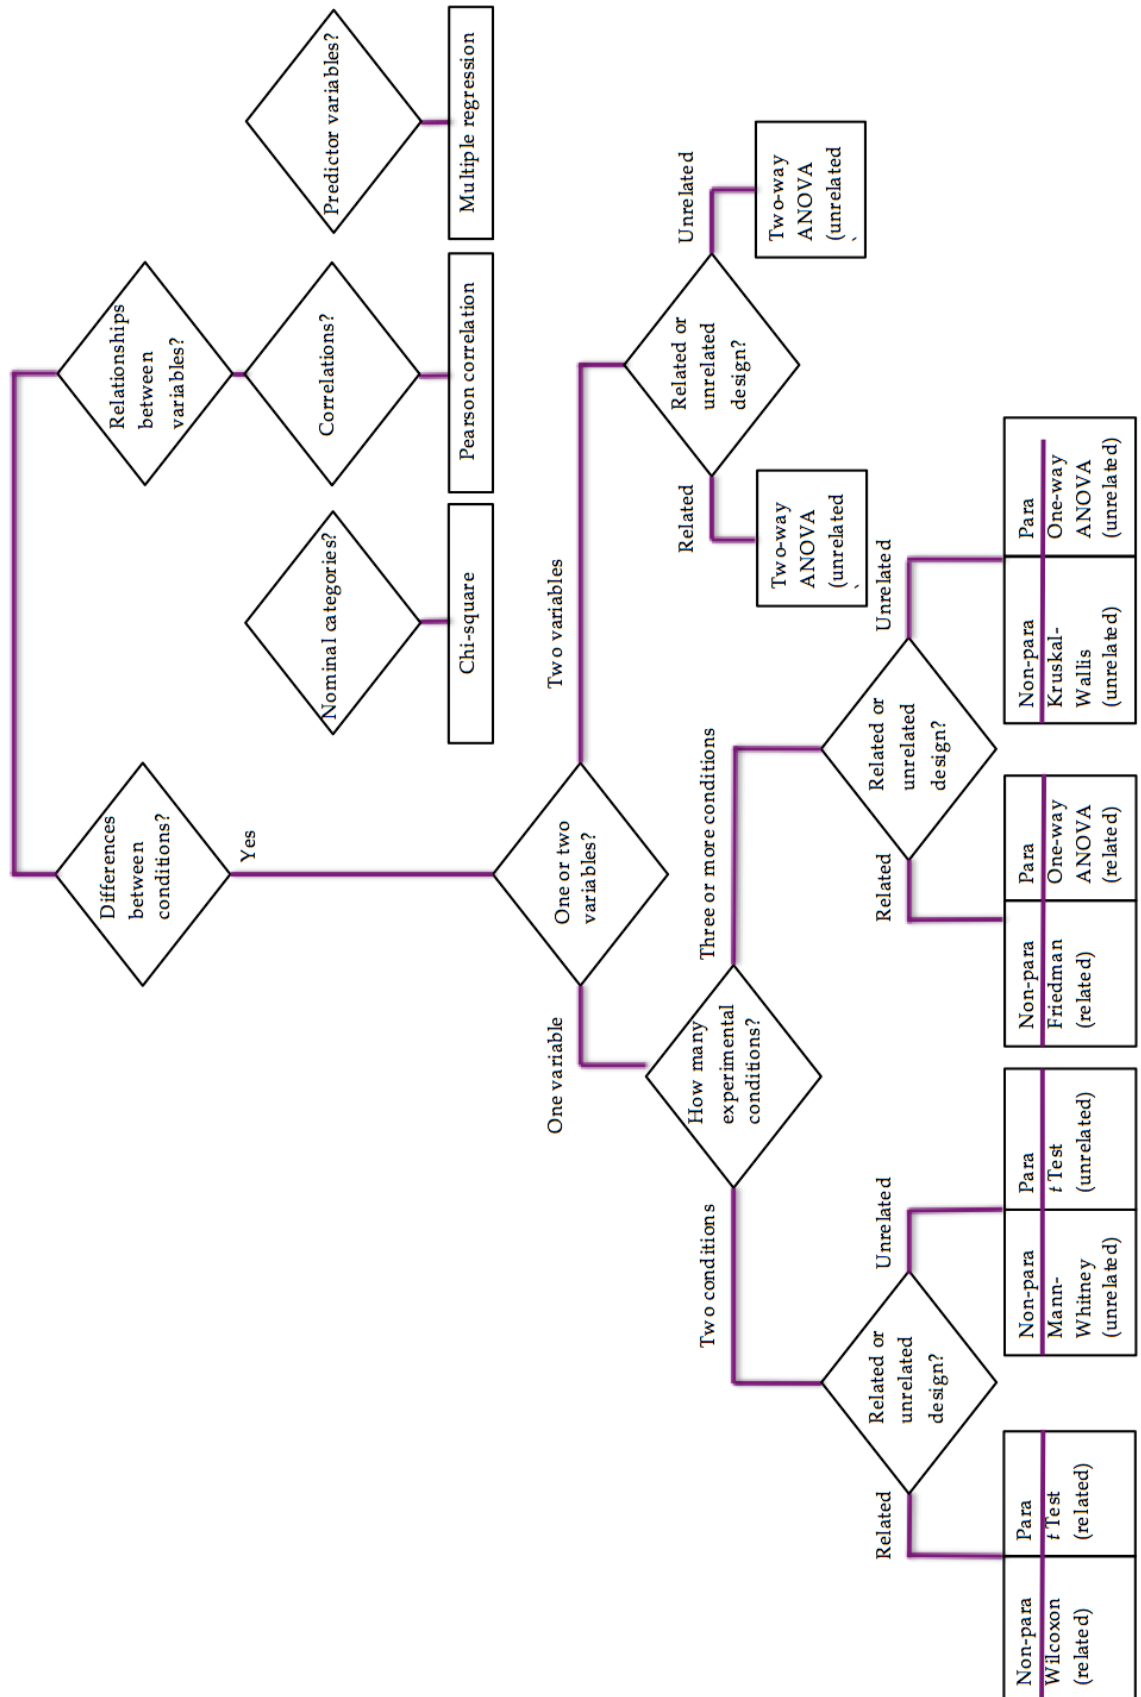 Differences
between
conditions?
Relationships
between
variables?
Yes
Nominal categories?
Correlations?
Predictor variables?
Chi-square
Pearson correlation
Multiple regression
One variable
One or two
variables?
Two variables
Two conditions
How many
experimental
conditions?
Three or more conditions
Related
Related or
unrelated
design?
Unrelated
Two-way
ANOVA
(unrelated
Two-way
ANOVA
(unrelated
Related
Related or
unrelated
design?
Unrelated
Related
Related or
unrelated
design?
Unrelated
Non-para
Wilcoxon
(related)
Para
t Test
(related)
Non-para
Mann-
Whitney
(unrelated)
Para
t Test
(unrelated)
Non-para
Friedman
(related)
Para
One-way
ANOVA
(related)
Non-para
Kruskal-
Wallis
(unrelated)
Para
One-way
ANOVA
(unrelated)